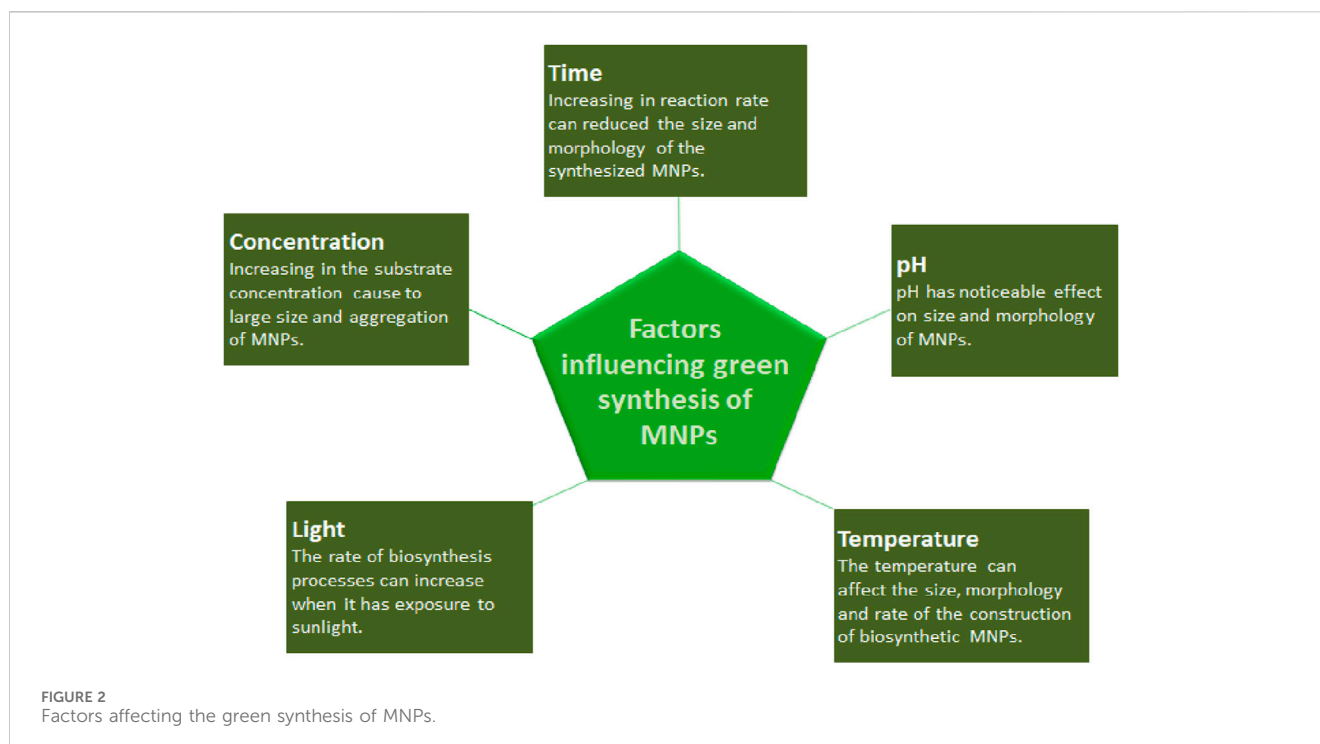 Time
Increasing in reaction rate
can reduced the size and
morphology of the
synthesized MNPs.
Concentration
Increasing in the substrate
concentration cause to
large size and aggregation
of MNPs.
pH
pH has noticeable effect
on size and morphology
of MNPs.
Factors
influencing green
synthesis of
MNPs
Light
The rate of biosynthesis
processes can increase
when it has exposure to
sunlight.
Temperature
The temperature can
affect the size, morphology
and rate of the construction
of biosynthetic MNPs.
FIGURE 2
Factors affecting the green synthesis of MNPs.